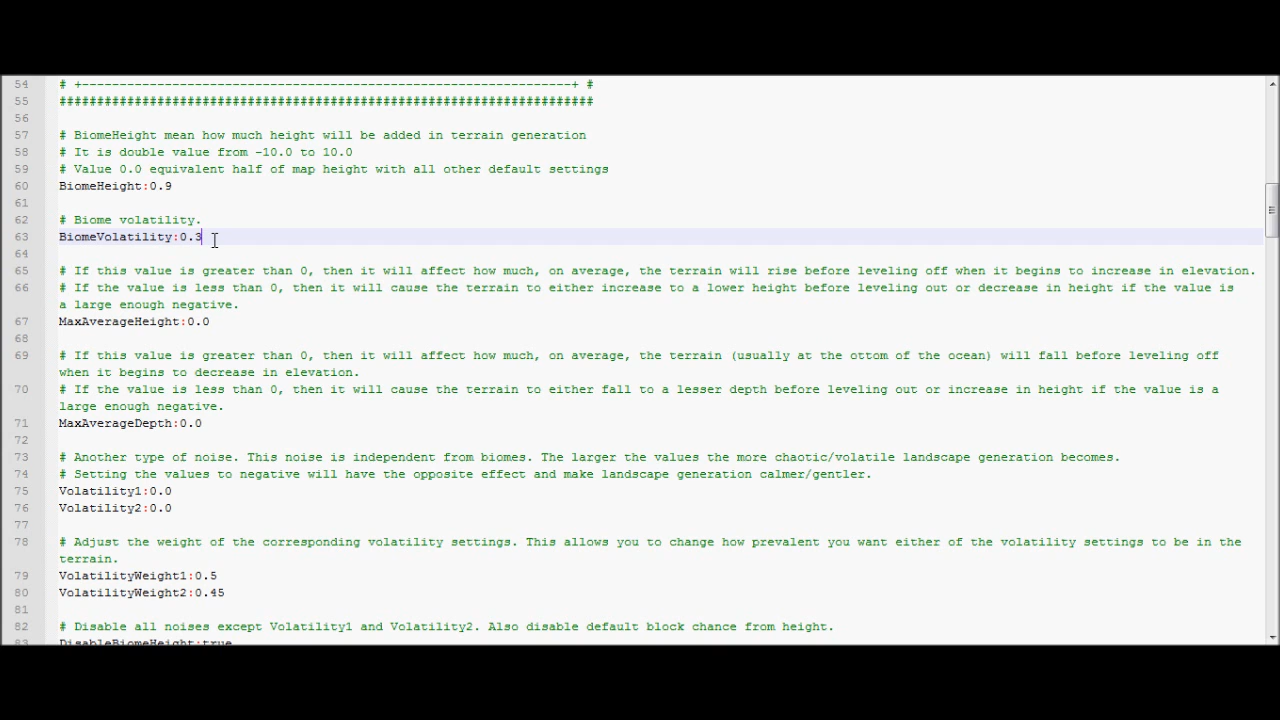 54 # +-----------------------------------------------------------------+ #
55 #######################################################################
56
57 # BiomeHeight mean how much height will be added in terrain generation
58 # It is double value from -10.0 to 10.0
59 # Value 0.0 equivalent half of map height with all other default settings
60 BiomeHeight:0.9
61
62 # Biome volatility.
63 BiomeVolatility:0.3
64
65 # If this value is greater than 0, then it will affect how much, on average, the terrain will rise before leveling off when it begins to increase in elevation.
66 # If the value is less than 0, then it will cause the terrain to either increase to a lower height before leveling out or decrease in height if the value is
a large enough negative.
67 MaxAverageHeight:0.0
68
69 # If this value is greater than 0, then it will affect how much, on average, the terrain (usually at the ottom of the ocean) will fall before leveling off
when it begins to decrease in elevation.
70 # If the value is less than 0, then it will cause the terrain to either fall to a lesser depth before leveling out or increase in height if the value is a
large enough negative.
71 MaxAverageDepth:0.0
72
73 # Another type of noise. This noise is independent from biomes. The larger the values the more chaotic/volatile landscape generation becomes.
74 # Setting the values to negative will have the opposite effect and make landscape generation calmer/gentler.
75 Volatility1:0.0
76 Volatility2:0.0
77
78 # Adjust the weight of the corresponding volatility settings. This allows you to change how prevalent you want either of the volatility settings to be in the
terrain.
79 VolatilityWeight1:0.5
80 VolatilityWeight2:0.45
81
82 # Disable all noises except Volatility1 and Volatility2. Also disable default block chance from height.
83 DisableBiomeHeight:true